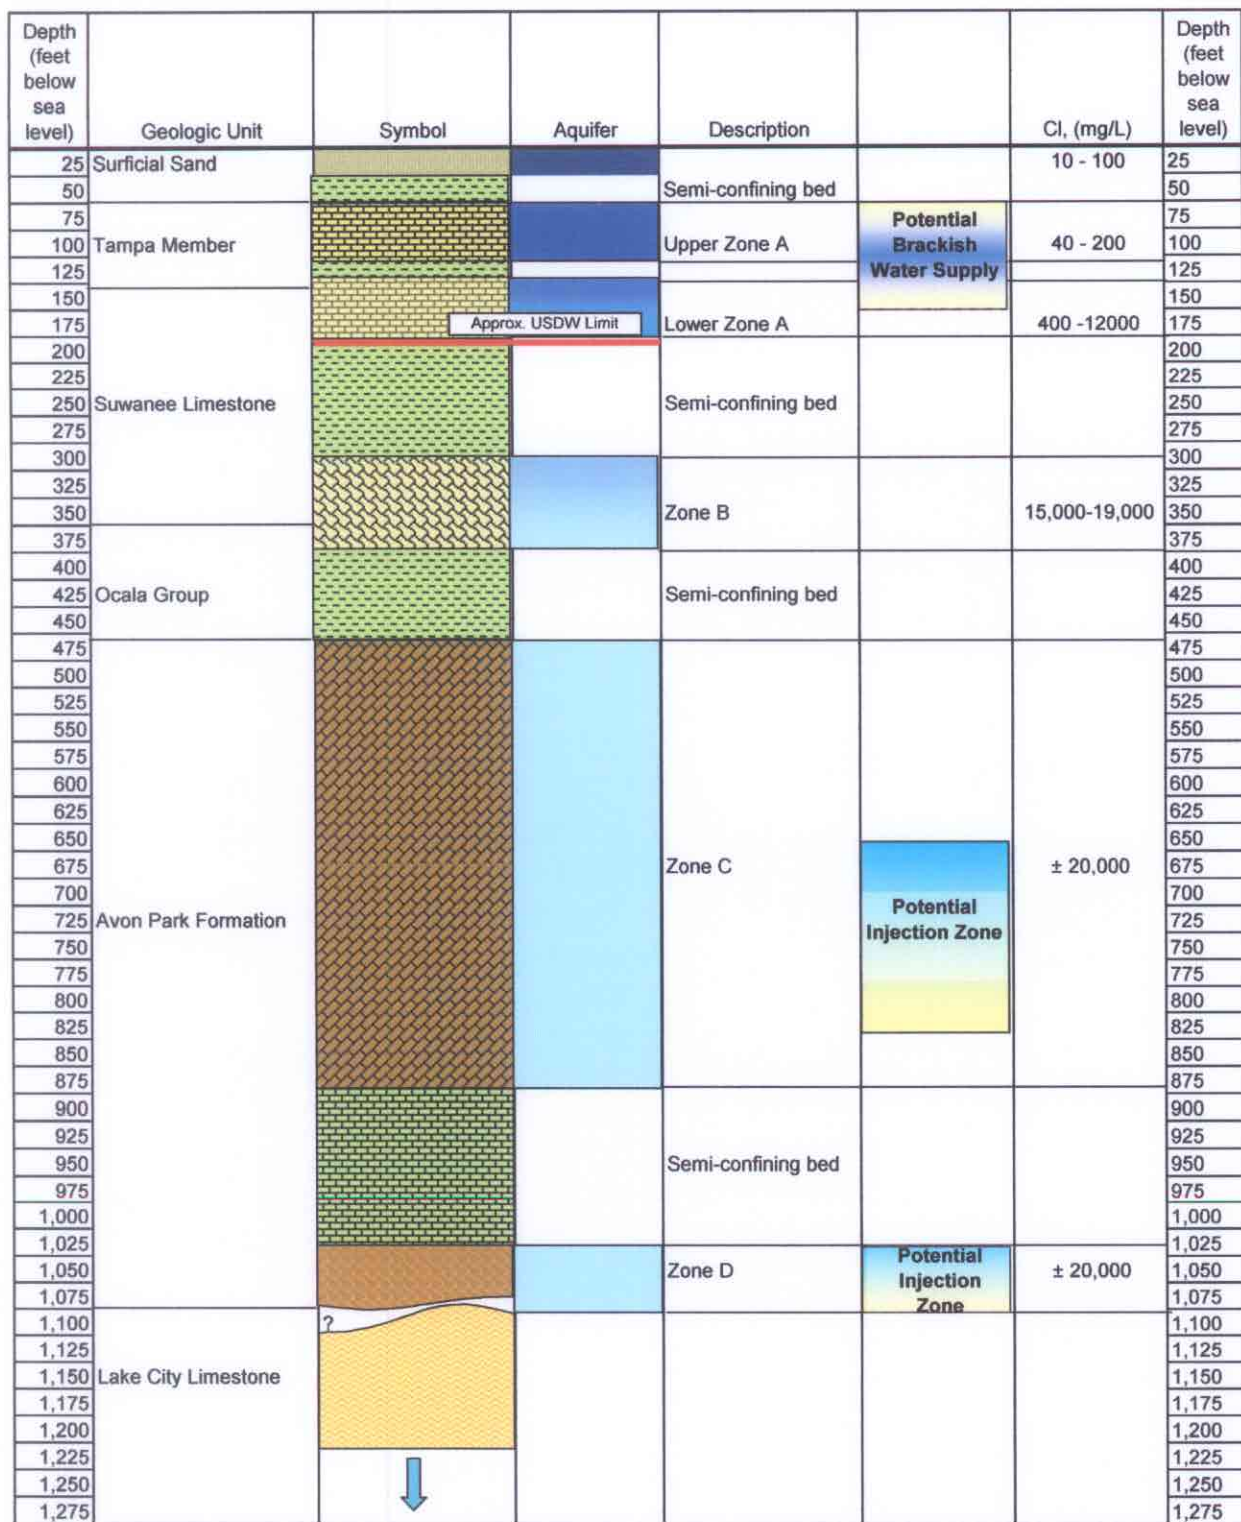 Depth (feet below sea level) Geologic Unit Symbol Aquifer Description Cl, (mg/L) Depth (feet below sea level)
25 Surficial Sand 10 - 100 25
50 Semi-confining bed 50
75 Potential 75
100 Tampa Member Upper Zone A Brackish 40 - 200 100
125 Water Supply 125
150 150
175 Approx. USDW Limit Lower Zone A 400 -12000 175
200 200
225 225
250 Suwanee Limestone Semi-confining bed 250
275 275
300 300
325 325
350 Zone B 15,000-19,000 350
375 375
400 400
425 Ocala Group Semi-confining bed 425
450 450
475 475
500 500
525 525
550 550
575 575
600 600
625 625
650 650
675 Zone C ± 20,000 675
700 700
725 Avon Park Formation Potential 725
750 Injection Zone 750
775 775
800 800
825 825
850 850
875 875
900 900
925 925
950 Semi-confining bed 950
975 975
1,000 1,000
1,025 Potential 1,025
1,050 Zone D Injection ± 20,000 1,050
1,075 Zone 1,075
1,100 ? 1,100
1,125 1,125
1,150 Lake City Limestone 1,150
1,175 1,175
1,200 1,200
1,225 1,225
1,250 1,250
1,275 1,275